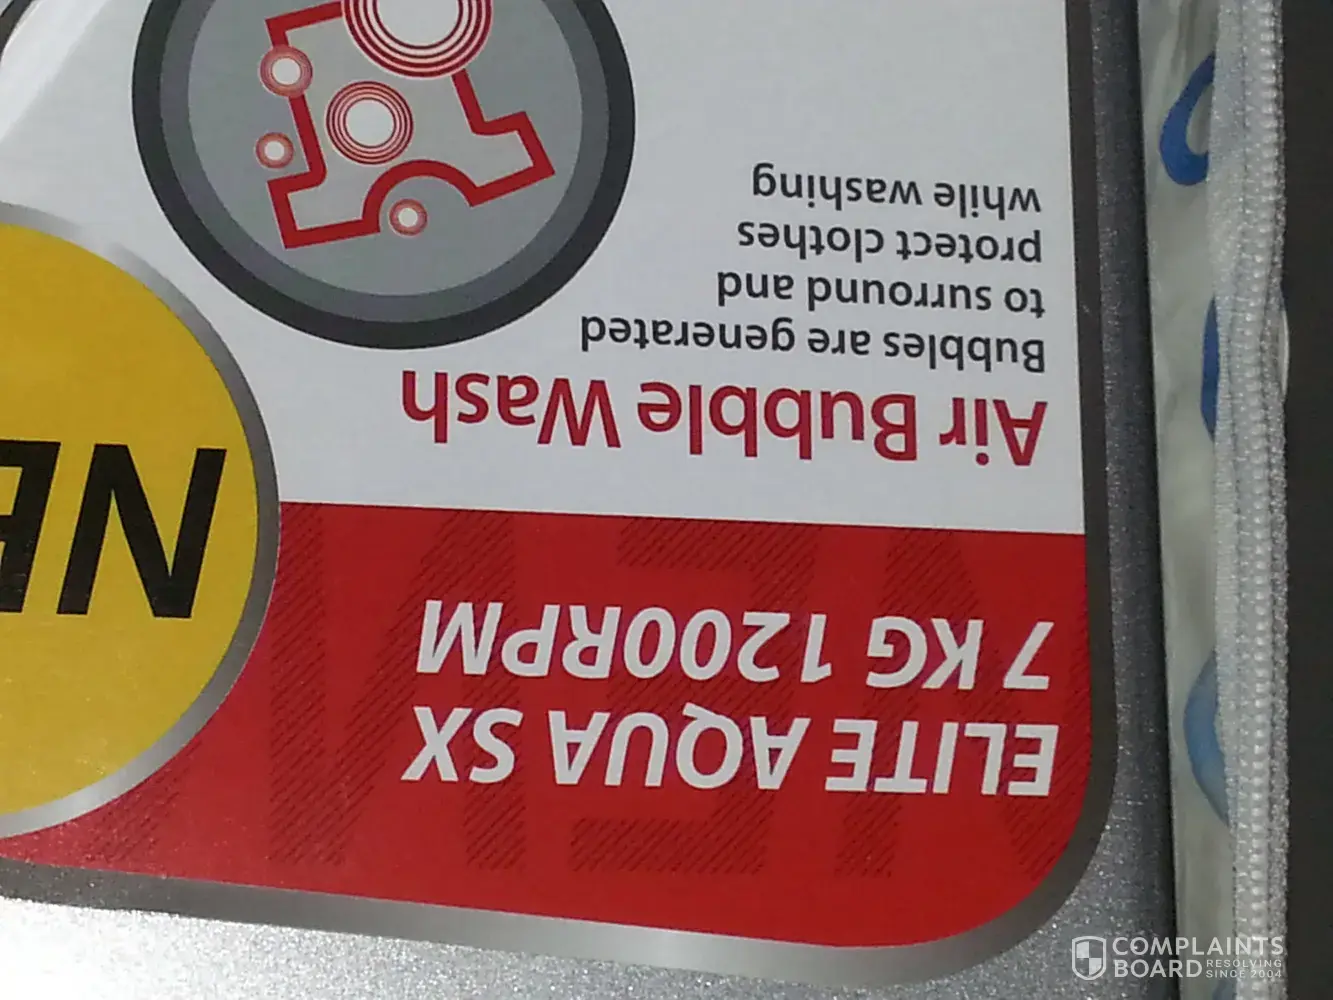 ELITE AQUA SX
7 KG 1200RPM
Air Bubble Wash
Bubbles are generated
to surround and
protect clothes
while washing
NE
COMPLAINTS
BOARD RESOLVING
SINCE 2004